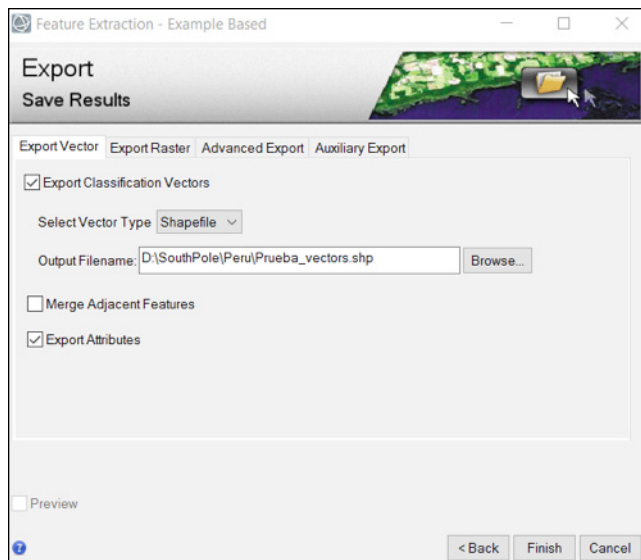 Feature Extraction - Example Based
Export
Save Results
Export Vector Export Raster Advanced Export Auxiliary Export
Export Classification Vectors
Select Vector Type Shapefile
Output Filename: D:\SouthPole\Peru\Prueba_vectors.shp Browse...
Merge Adjacent Features
Export Attributes
Preview
? < Back Finish Cancel